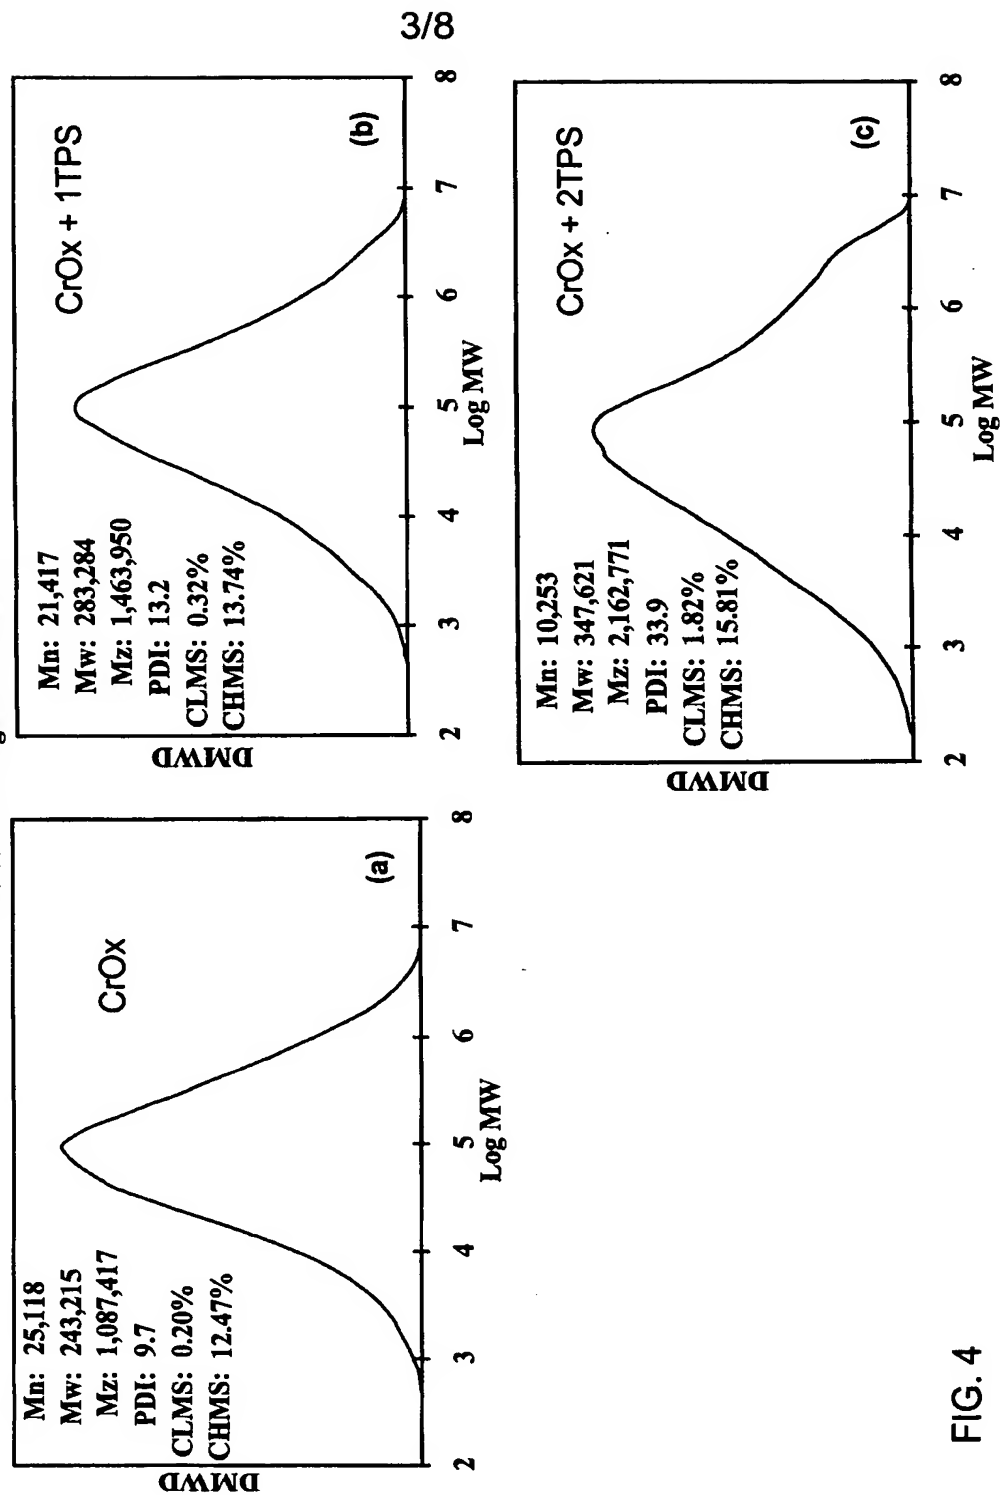 3/8
CrOx
(a)
Mn: 25,118
Mw: 243,215
Mz: 1,087,417
PDI: 9.7
CLMS: 0.20%
CHMS: 12.47%
DMWD
2 3 4 5 6 7 8
Log MW
CrOx + 1TPS
(b)
Mn: 21,417
Mw: 283,284
Mz: 1,463,950
PDI: 13.2
CLMS: 0.32%
CHMS: 13.74%
DMWD
2 3 4 5 6 7 8
Log MW
CrOx + 2TPS
(c)
Mn: 10,253
Mw: 347,621
Mz: 2,162,771
PDI: 33.9
CLMS: 1.82%
CHMS: 15.81%
DMWD
2 3 4 5 6 7 8
Log MW
FIG. 4